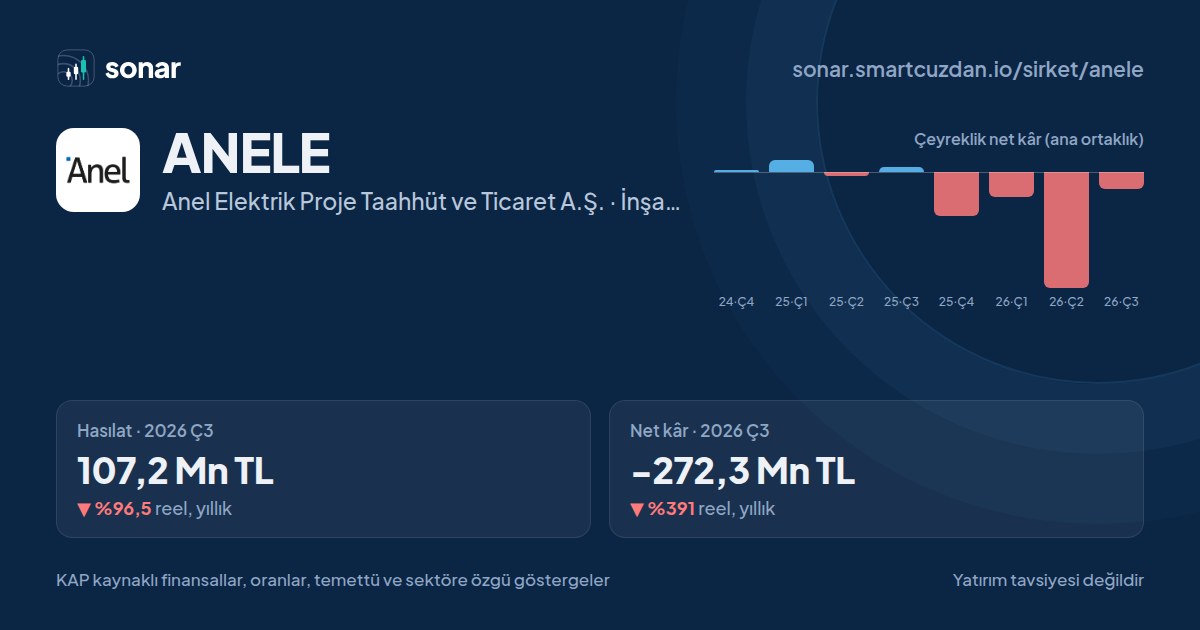 sonar
sonar.smartcuzdan.io/sirket/anele
Anel
ANELE
Anel Elektrik Proje Taahhüt ve Ticaret A.Ş. · İnşa…
Çeyreklik net kâr (ana ortaklık)
24·Ç4 25·Ç1 25·Ç2 25·Ç3 25·Ç4 26·Ç1 26·Ç2 26·Ç3
Hasılat · 2026 Ç3
107,2 Mn TL
▼ %96,5 reel, yıllık
Net kâr · 2026 Ç3
−272,3 Mn TL
▼ %391 reel, yıllık
KAP kaynaklı finansallar, oranlar, temettü ve sektöre özgü göstergeler
Yatırım tavsiyesi değildir